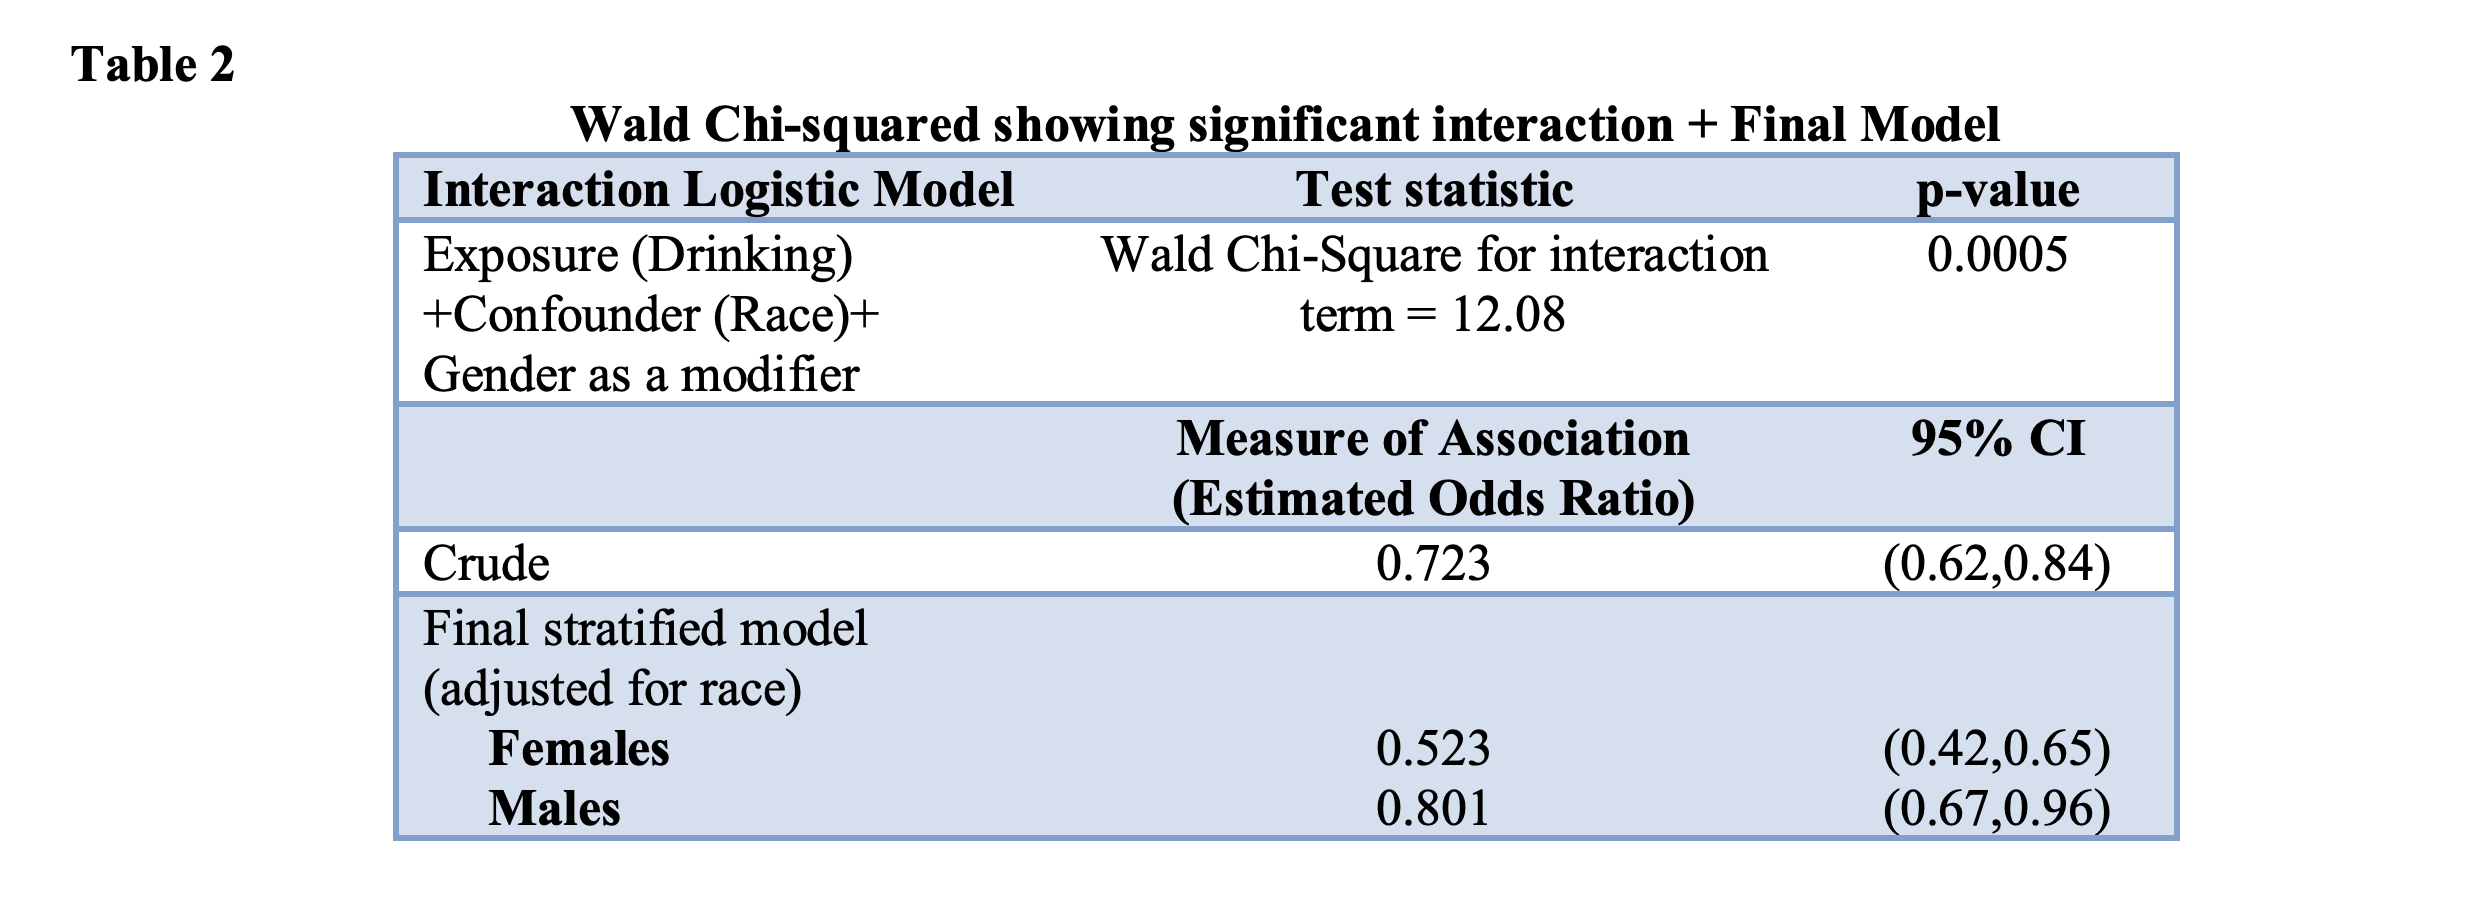 Table 2
Wald Chi-squared showing significant interaction + Final Model
Interaction Logistic Model Test statistic p-value
Exposure (Drinking) Wald Chi-Square for interaction 0.0005
+Confounder (Race)+ term = 12.08
Gender as a modifier
Measure of Association 95% CI
(Estimated Odds Ratio)
Crude 0.723 (0.62,0.84)
Final stratified model
(adjusted for race)
Females 0.523 (0.42,0.65)
Males 0.801 (0.67,0.96)